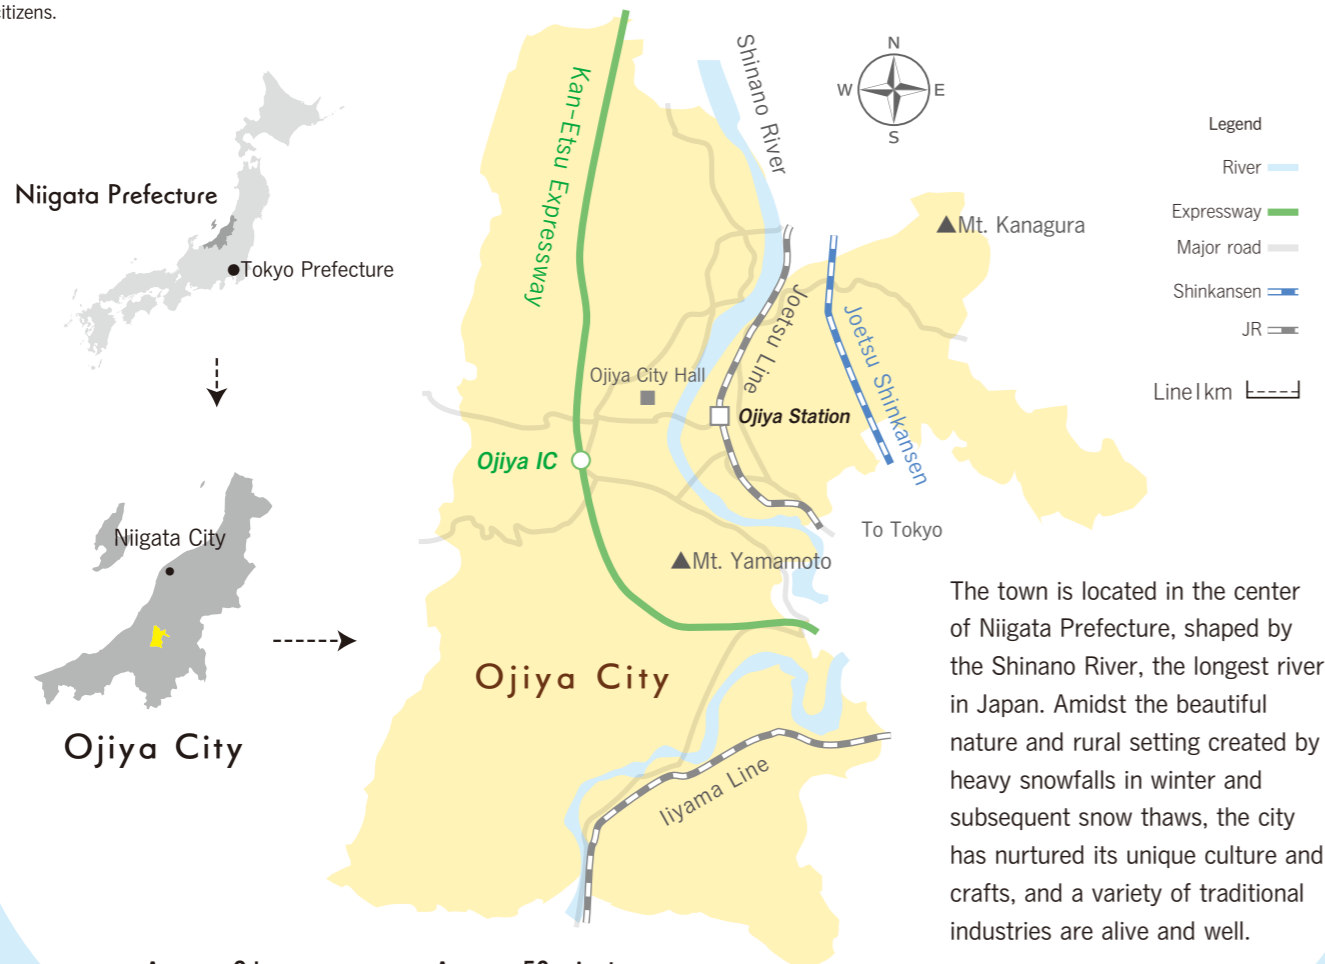 citizens.
Niigata Prefecture
Tokyo Prefecture
Niigata City
Ojiya City
Kan-Etsu Expressway
Shinano River
N
W
E
S
Mt. Kanagura
Joetsu Line
Joetsu Shinkansen
Ojiya City Hall
Ojiya Station
Ojiya IC
To Tokyo
Mt. Yamamoto
Ojiya City
Iiyama Line
Legend
River
Expressway
Major road
Shinkansen
JR
Line1km
The town is located in the center
of Niigata Prefecture, shaped by
the Shinano River, the longest river
in Japan. Amidst the beautiful
nature and rural setting created by
heavy snowfalls in winter and
subsequent snow thaws, the city
has nurtured its unique culture and
crafts, and a variety of traditional
industries are alive and well.